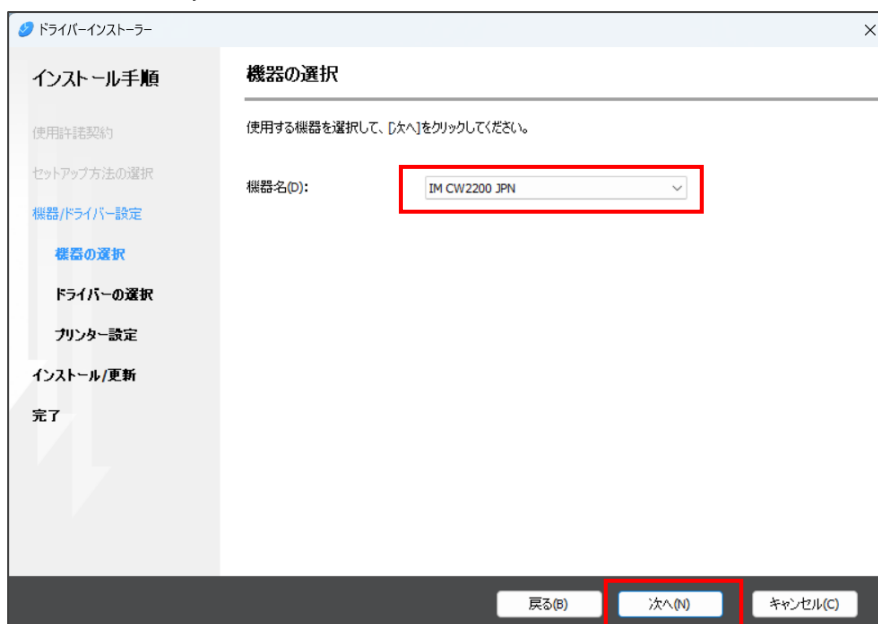 ドライバーインストーラー
インストール手順
使用許諾契約
セットアップ方法の選択
機器/ドライバー設定
機器の選択
ドライバーの選択
プリンター設定
インストール/更新
完了
機器の選択
使用する機器を選択して、[次へ]をクリックしてください。
機器名(D):
IM CW2200 JPN
戻る(B)
次へ(N)
キャンセル(C)